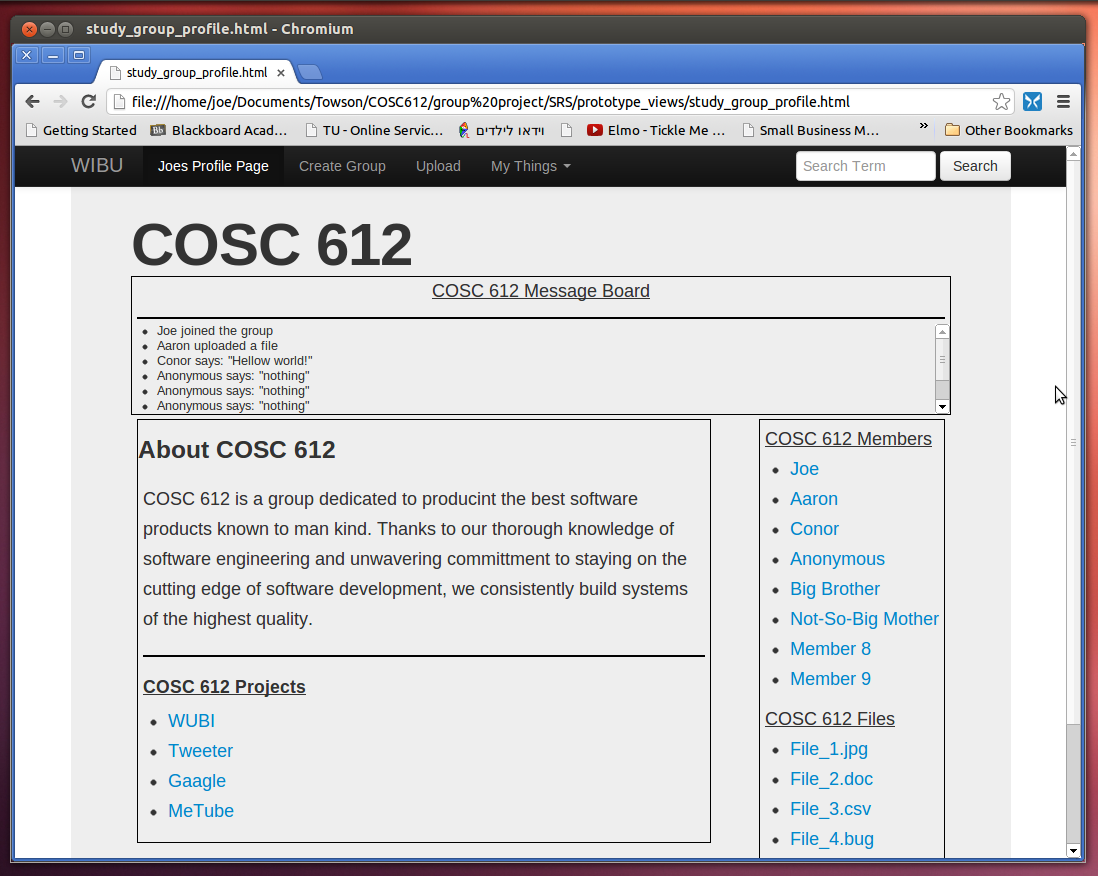 study_group_profile.html - Chromium
study_group_profile.html
file:///home/joe/Documents/Towson/COSC612/group%20project/SRS/prototype_views/study_group_profile.html
Getting Started Bb Blackboard Acad... TU - Online Servic... וידאו לילדים Elmo - Tickle Me ... Small Business M... » Other Bookmarks
WIBU Joes Profile Page Create Group Upload My Things Search Term Search
COSC 612
COSC 612 Message Board
Joe joined the group
Aaron uploaded a file
Conor says: "Hellow world!"
Anonymous says: "nothing"
Anonymous says: "nothing"
Anonymous says: "nothing"
About COSC 612
COSC 612 is a group dedicated to producint the best software
products known to man kind. Thanks to our thorough knowledge of
software engineering and unwavering committment to staying on the
cutting edge of software development, we consistently build systems
of the highest quality.
COSC 612 Projects
WUBI
Tweeter
Gaagle
MeTube
COSC 612 Members
Joe
Aaron
Conor
Anonymous
Big Brother
Not-So-Big Mother
Member 8
Member 9
COSC 612 Files
File_1.jpg
File_2.doc
File_3.csv
File_4.bug